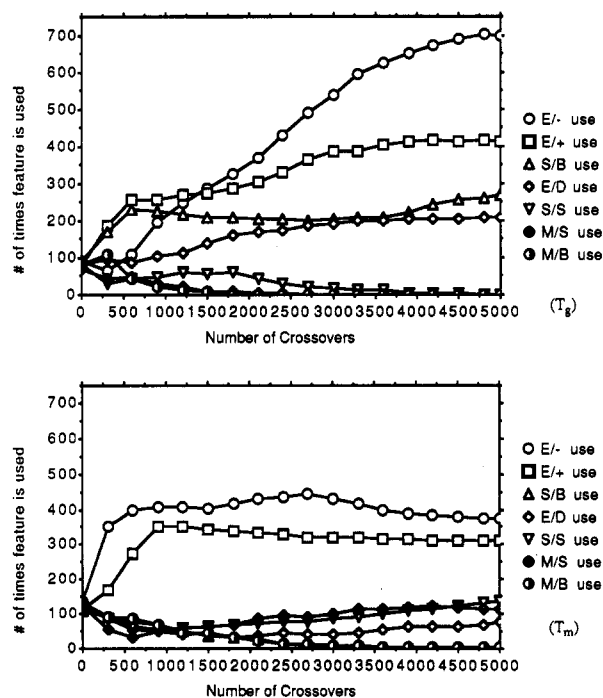 700
600
500
400
300
200
100
0
# of times feature is used
0 500 1000 1500 2000 2500 3000 3500 4000 4500 5000
Number of Crossovers
E/- use
E/+ use
S/B use
E/D use
S/S use
M/S use
M/B use
(Tg)
700
600
500
400
300
200
100
0
# of times feature is used
0 500 1000 1500 2000 2500 3000 3500 4000 4500 5000
Number of Crossovers
E/- use
E/+ use
S/B use
E/D use
S/S use
M/S use
M/B use
(Tm)